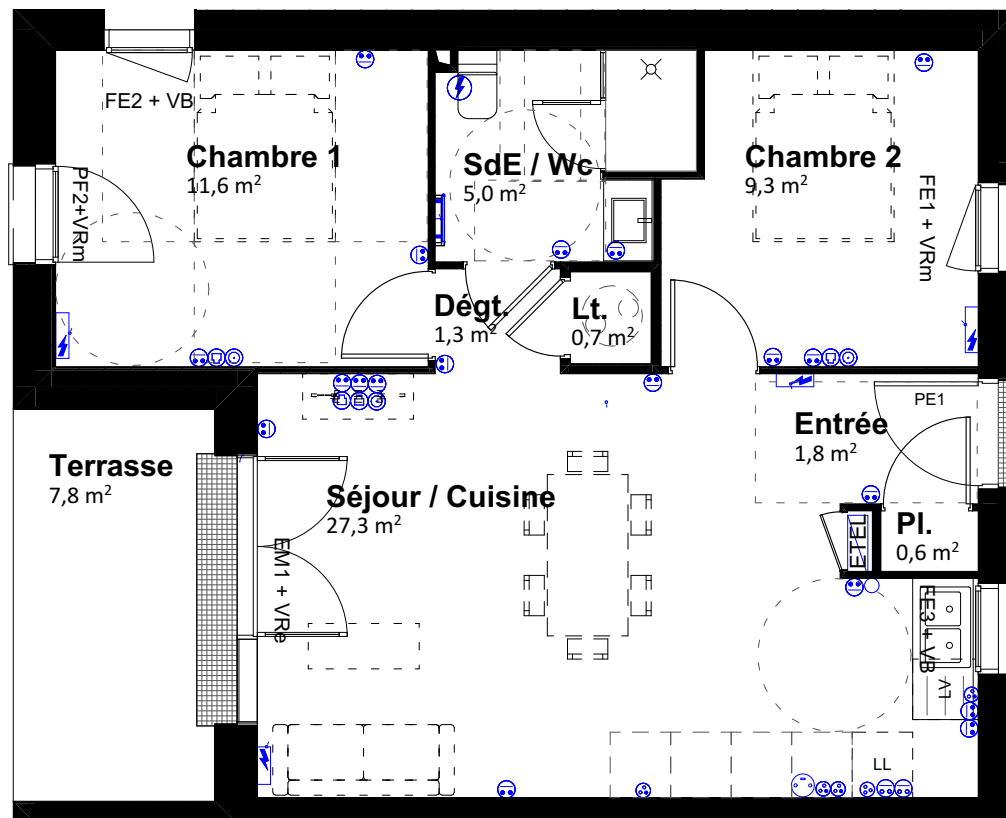 FE2 + VB
Chambre 1
11,6 m²
PF2+VRm
SdE / Wc
5,0 m²
Chambre 2
9,3 m²
FE1 + VRm
Dégt.
1,3 m²
Lt.
0,7 m²
PE1
Entrée
1,8 m²
Terrasse
7,8 m²
Séjour / Cuisine
27,3 m²
EM1 + VRe
ETEL
Pl.
0,6 m²
FE3 + VB
LV
LL